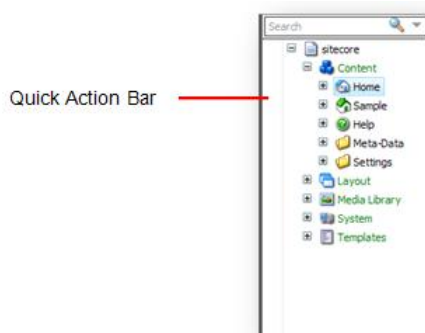 Search
sitecore
Content
Quick Action Bar
Home
Sample
Help
Meta-Data
Settings
Layout
Media Library
System
Templates